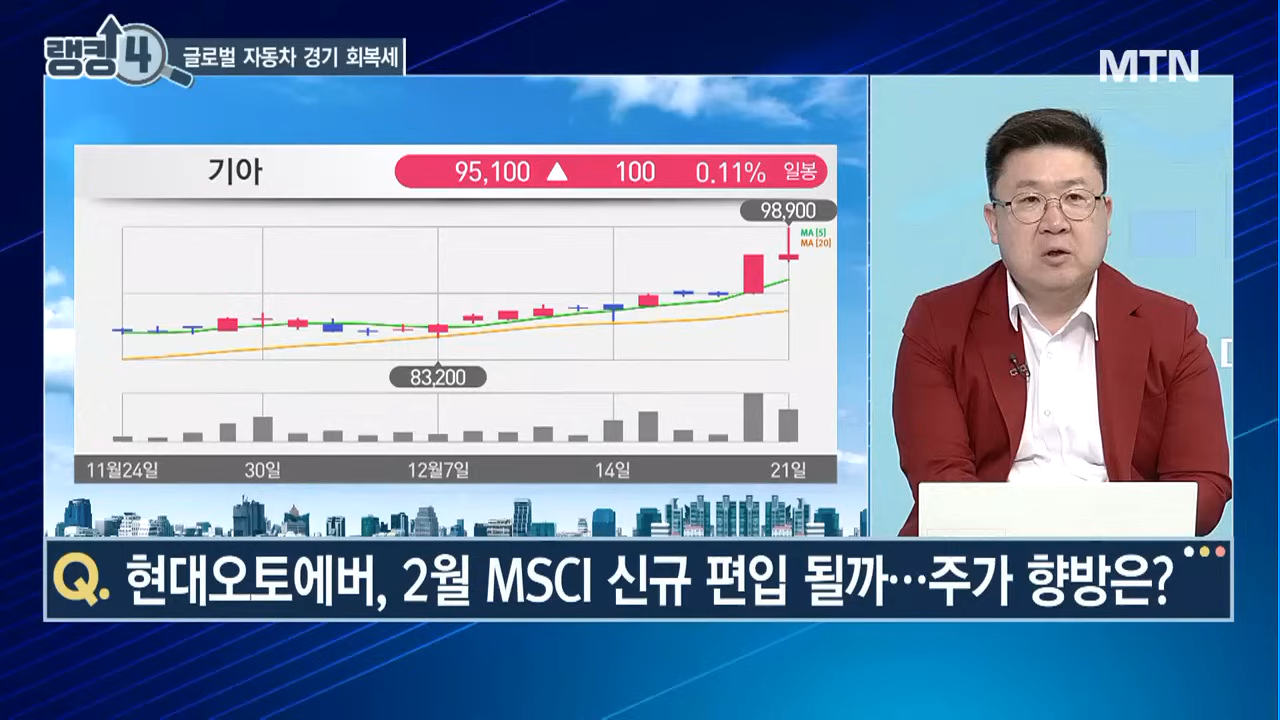 랭킹4
글로벌 자동차 경기 회복세
MTN
기아
95,100 ▲ 100 0.11% 일봉
98,900
MA [5]
MA [20]
83,200
11월24일 30일 12월7일 14일 21일
Q. 현대오토에버, 2월 MSCI 신규 편입 될까…주가 향방은?